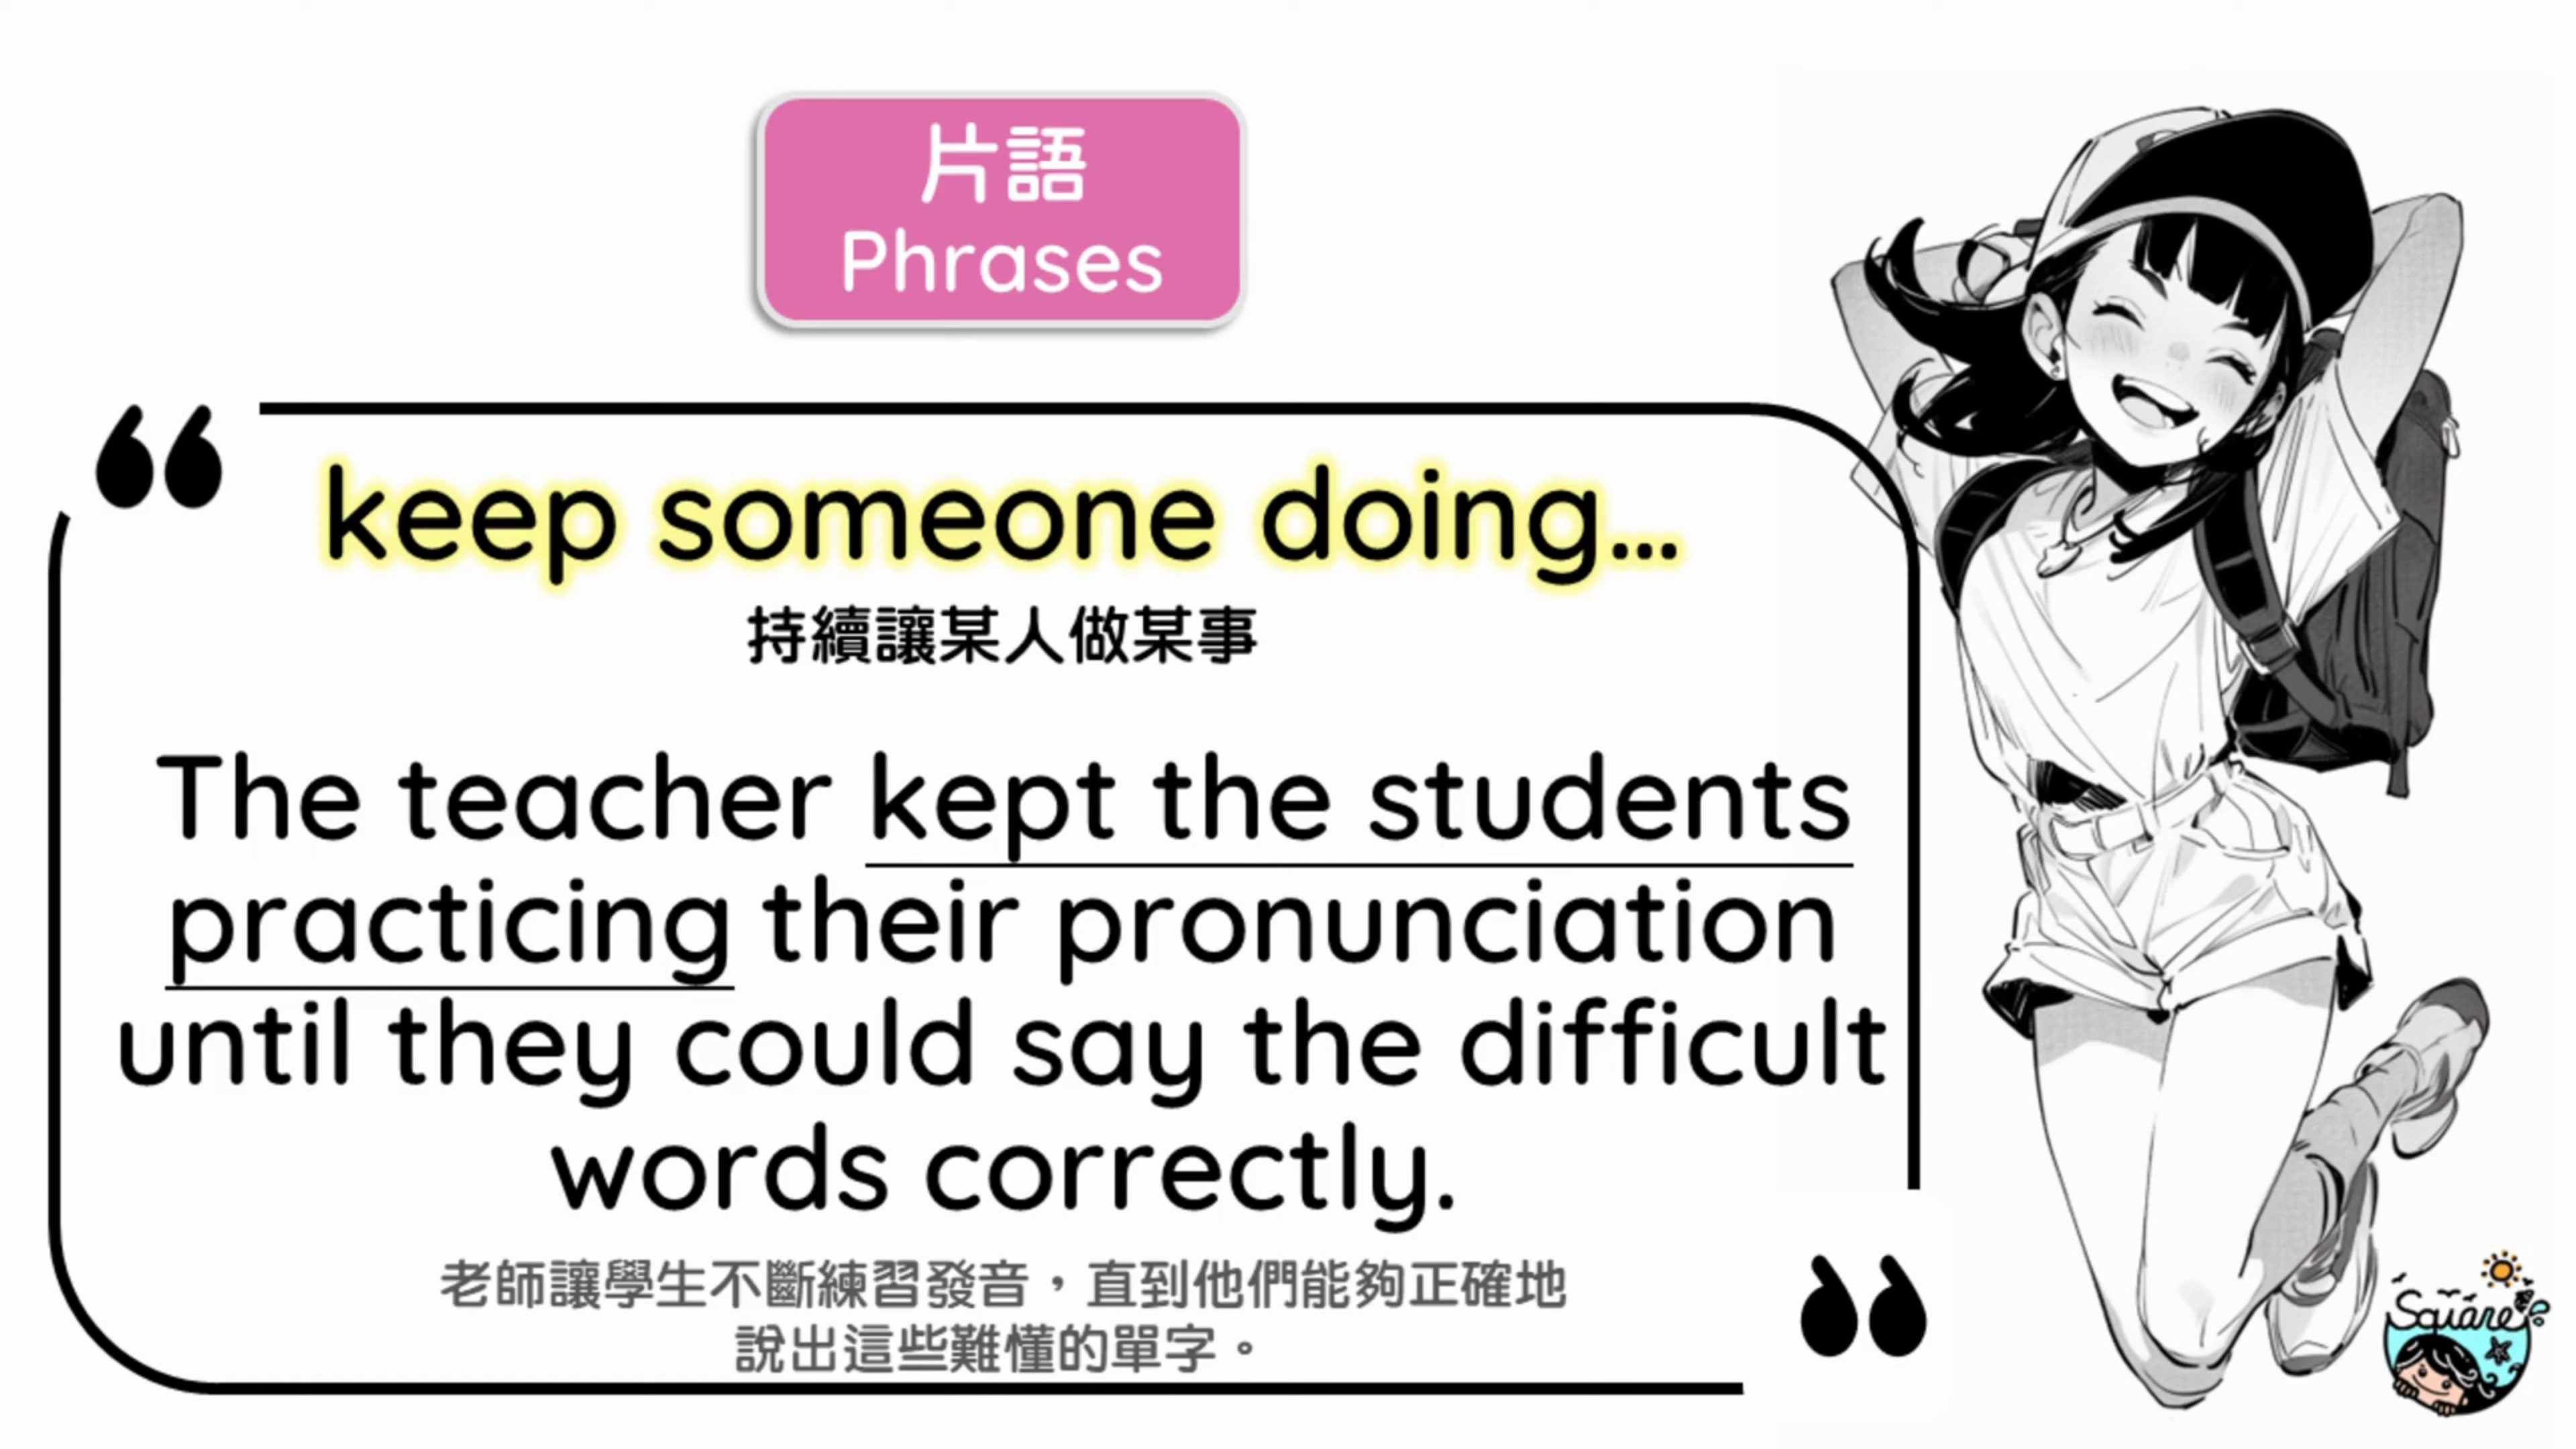 片語
Phrases
keep someone doing...
持續讓某人做某事
The teacher kept the students
practicing their pronunciation
until they could say the difficult
words correctly.
老師讓學生不斷練習發音，直到他們能夠正確地
說出這些難懂的單字。
Square